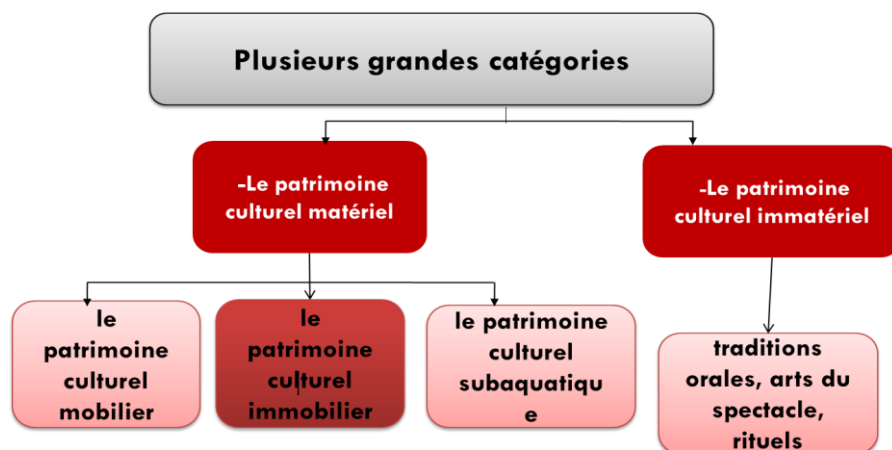 Plusieurs grandes catégories
-Le patrimoine
culturel matériel
-Le patrimoine
culturel immatériel
le
patrimoine
culturel
mobilier
le
patrimoine
culturel
immobilier
le patrimoine
culturel
subaquatiqu
e
traditions
orales, arts du
spectacle,
rituels